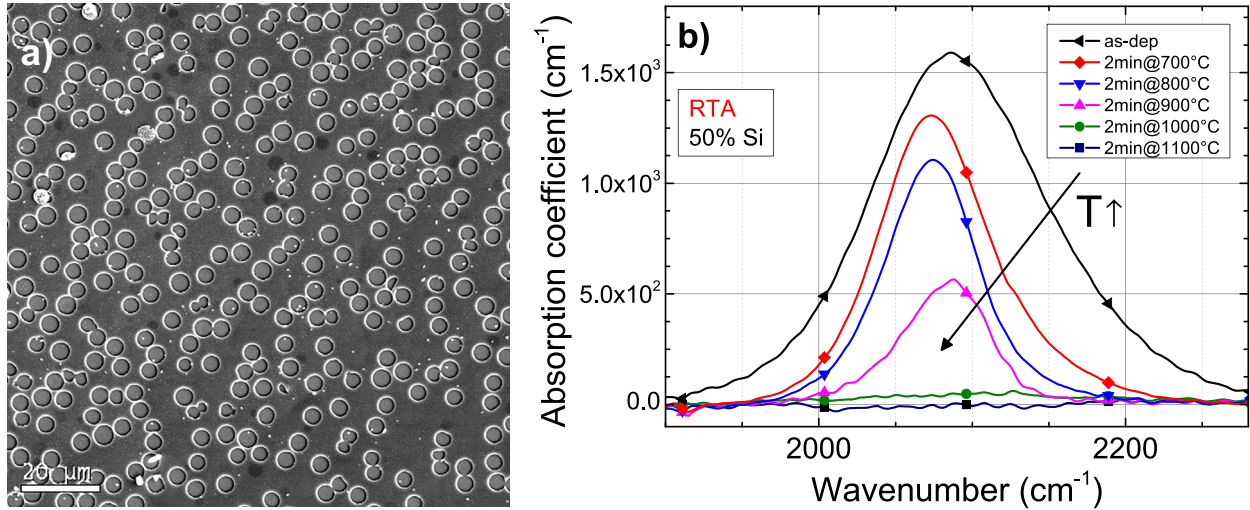 a)
20 µm
b)
as-dep
2min@700°C
2min@800°C
2min@900°C
2min@1000°C
2min@1100°C
RTA
50% Si
T↑
1.5x10³
1.0x10³
5.0x10²
0.0
2000
2200
Absorption coefficient (cm⁻¹)
Wavenumber (cm⁻¹)